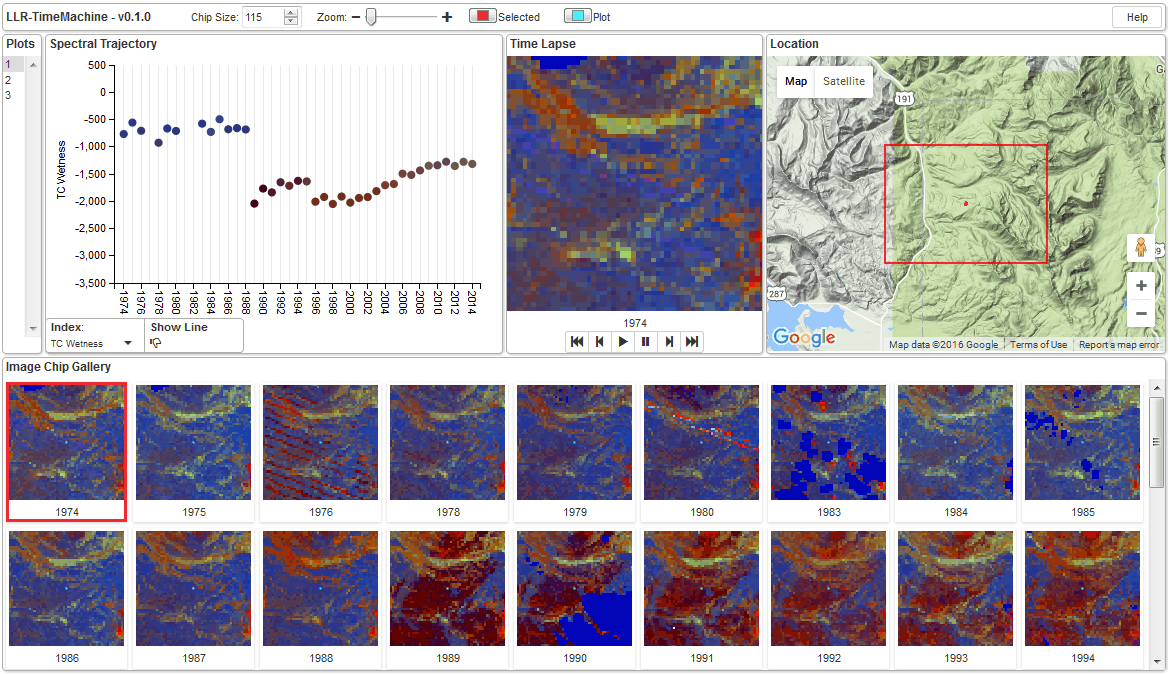 LLR-TimeMachine - v0.1.0
Chip Size: 115
Zoom:
Selected
Plot
Help
Plots
1
2
3
Spectral Trajectory
500
0
-500
-1,000
-1,500
-2,000
-2,500
-3,000
-3,500
TC Wetness
1974 1976 1978 1980 1982 1984 1986 1988 1990 1992 1994 1996 1998 2000 2002 2004 2006 2008 2010 2012 2014
Index:
TC Wetness
Show Line
Time Lapse
1974
Location
Map Satellite
191
287
Google
Map data ©2016 Google Terms of Use Report a map error
Image Chip Gallery
1974 1975 1976 1978 1979 1980 1983 1984 1985
1986 1987 1988 1989 1990 1991 1992 1993 1994